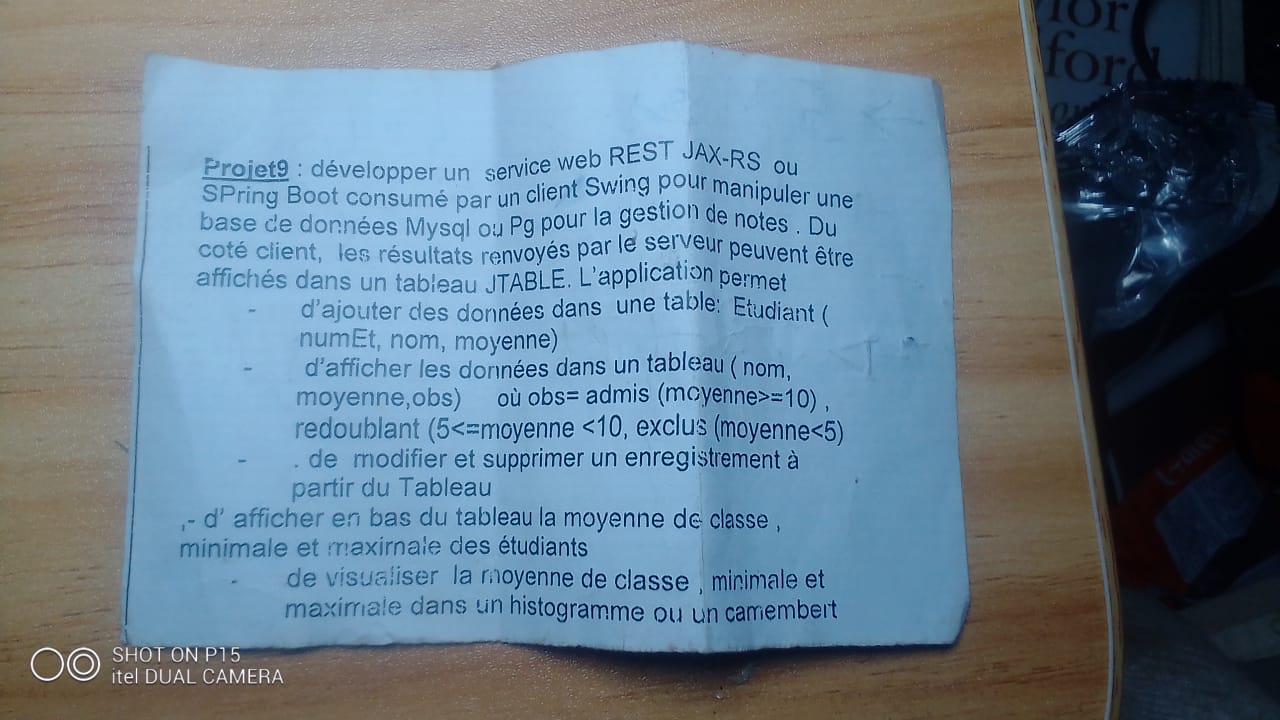 Projet9 : développer un service web REST JAX-RS ou
SPring Boot consumé par un client Swing pour manipuler une
base de données Mysql ou Pg pour la gestion de notes . Du
coté client, les résultats renvoyés par le serveur peuvent être
affichés dans un tableau JTABLE. L'application permet
- d'ajouter des données dans une table: Etudiant (
numEt, nom, moyenne)
- d'afficher les données dans un tableau ( nom,
moyenne,obs) où obs= admis (moyenne>=10) ,
redoublant (5<=moyenne <10, exclus (moyenne<5)
- . de modifier et supprimer un enregistrement à
partir du Tableau
,- d' afficher en bas du tableau la moyenne de classe ,
minimale et maximale des étudiants
- de visualiser la moyenne de classe , minimale et
maximale dans un histogramme ou un camembert
SHOT ON P15
itel DUAL CAMERA